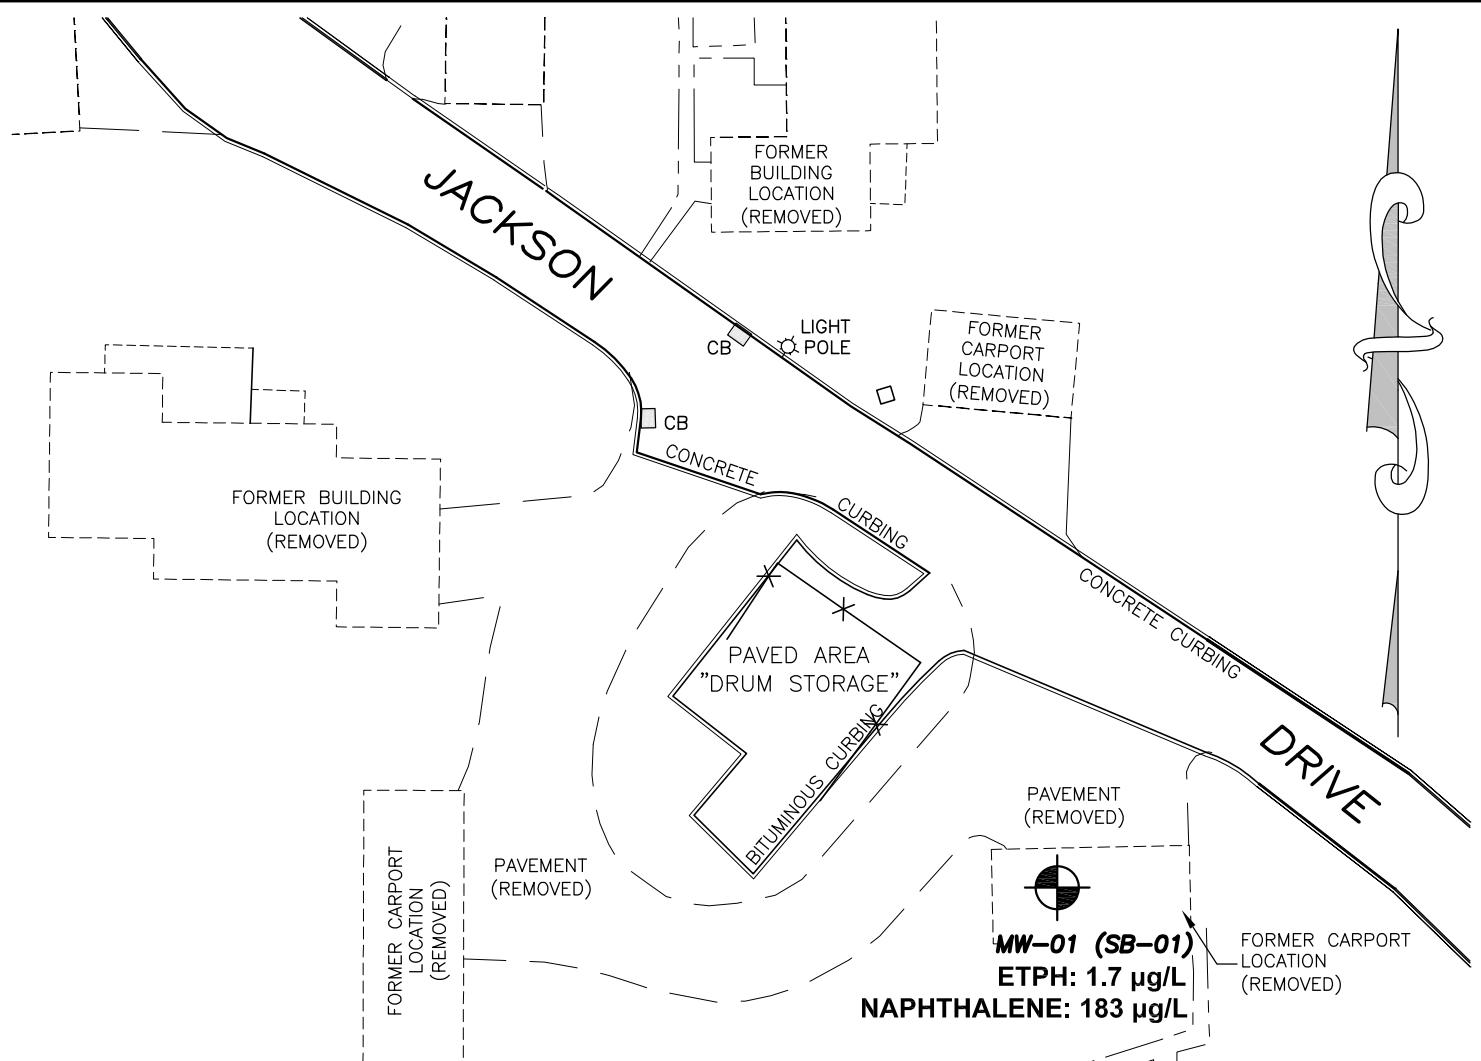 FORMER
BUILDING
LOCATION
(REMOVED)
JACKSON
LIGHT
POLE
CB
FORMER
CARPORT
LOCATION
(REMOVED)
CB
CONCRETE
CURBING
FORMER BUILDING
LOCATION
(REMOVED)
CONCRETE CURBING
PAVED AREA
"DRUM STORAGE"
BITUMINOUS CURBING
DRIVE
PAVEMENT
(REMOVED)
PAVEMENT
(REMOVED)
FORMER CARPORT
LOCATION
(REMOVED)
MW-01 (SB-01)
ETPH: 1.7 µg/L
NAPHTHALENE: 183 µg/L
FORMER CARPORT
LOCATION
(REMOVED)